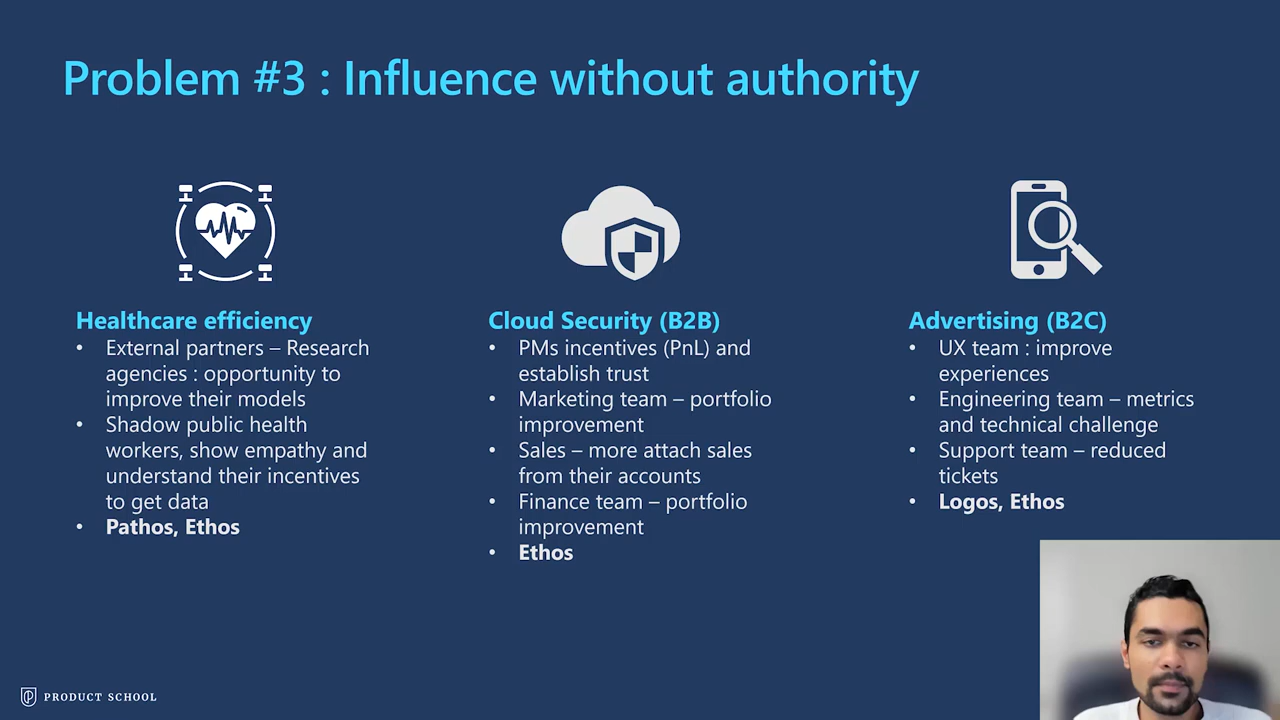 Problem #3 : Influence without authority
Healthcare efficiency
• External partners – Research
agencies : opportunity to
improve their models
• Shadow public health
workers, show empathy and
understand their incentives
to get data
• Pathos, Ethos
Cloud Security (B2B)
• PMs incentives (PnL) and
establish trust
• Marketing team – portfolio
improvement
• Sales – more attach sales
from their accounts
• Finance team – portfolio
improvement
• Ethos
Advertising (B2C)
• UX team : improve
experiences
• Engineering team – metrics
and technical challenge
• Support team – reduced
tickets
• Logos, Ethos
PRODUCT SCHOOL